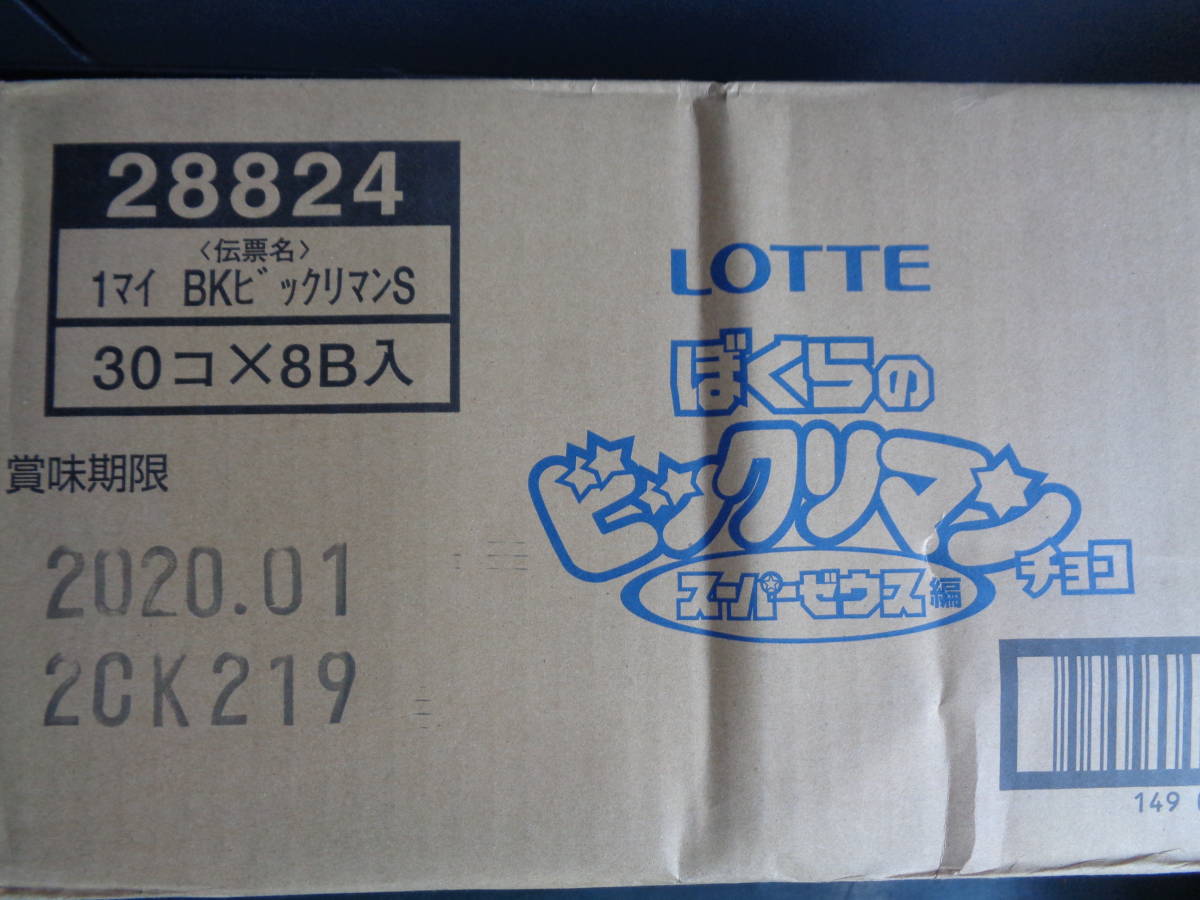 28824
〈伝票名〉
1マイ BKビックリマンS
30コ×8B入
賞味期限
2020.01
2CK219
LOTTE
ぼくらの
ビックリマン
チョコ
スーパーゼウス編
149